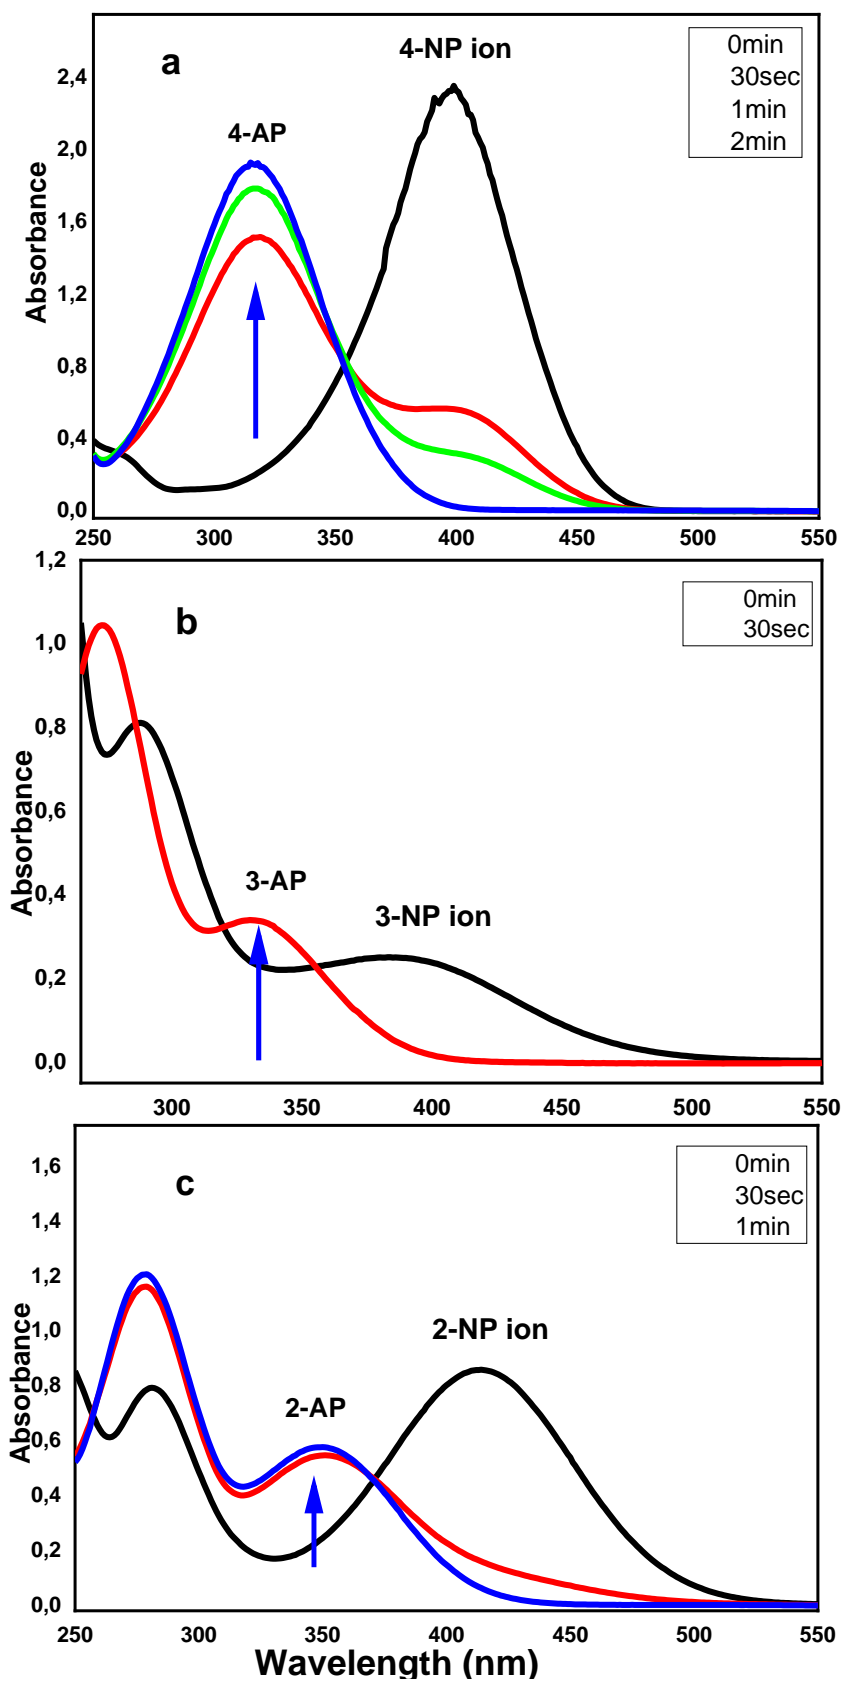 a
4-NP ion
4-AP
0min
30sec
1min
2min
2,4
2,0
1,6
1,2
0,8
0,4
0,0
Absorbance
250 300 350 400 450 500 550
b
0min
30sec
3-AP
3-NP ion
1,2
1,0
0,8
0,6
0,4
0,2
0,0
Absorbance
300 350 400 450 500 550
c
0min
30sec
1min
2-NP ion
2-AP
1,6
1,4
1,2
1,0
0,8
0,6
0,4
0,2
0,0
Absorbance
250 300 350 400 450 500 550
Wavelength (nm)